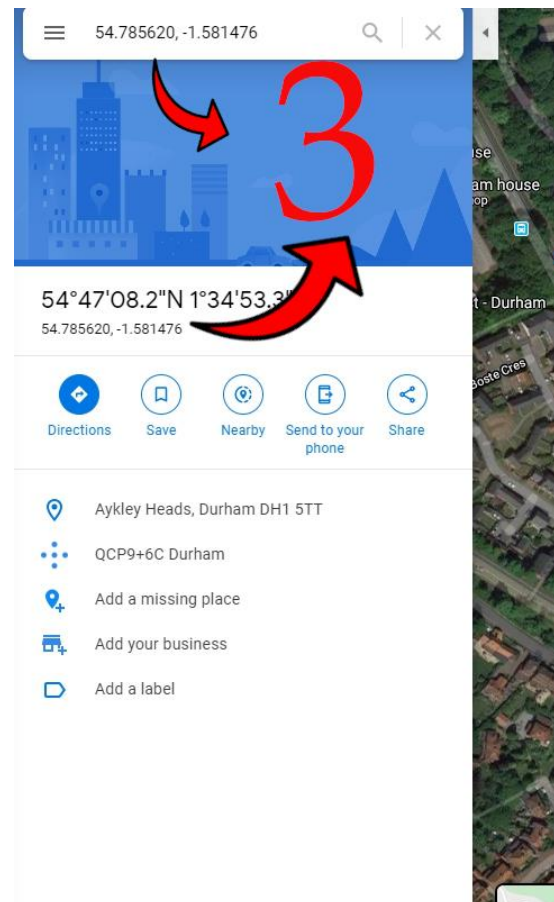 54.785620, -1.581476
3
54°47'08.2"N 1°34'53.3"
54.785620, -1.581476
Directions
Save
Nearby
Send to your
phone
Share
Aykley Heads, Durham DH1 5TT
QCP9+6C Durham
Add a missing place
Add your business
Add a label
am house
t - Durham
Boste Cres